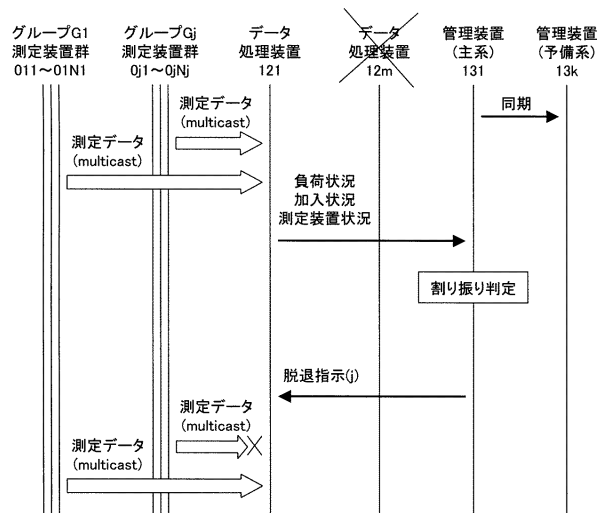 グループG1
測定装置群
011～01N1
グループGj
測定装置群
0j1～0jNj
データ
処理装置
121
データ
処理装置
12m
管理装置
(主系)
131
管理装置
(予備系)
13k
同期
測定データ
(multicast)
測定データ
(multicast)
負荷状況
加入状況
測定装置状況
割り振り判定
脱退指示(j)
測定データ
(multicast)
測定データ
(multicast)